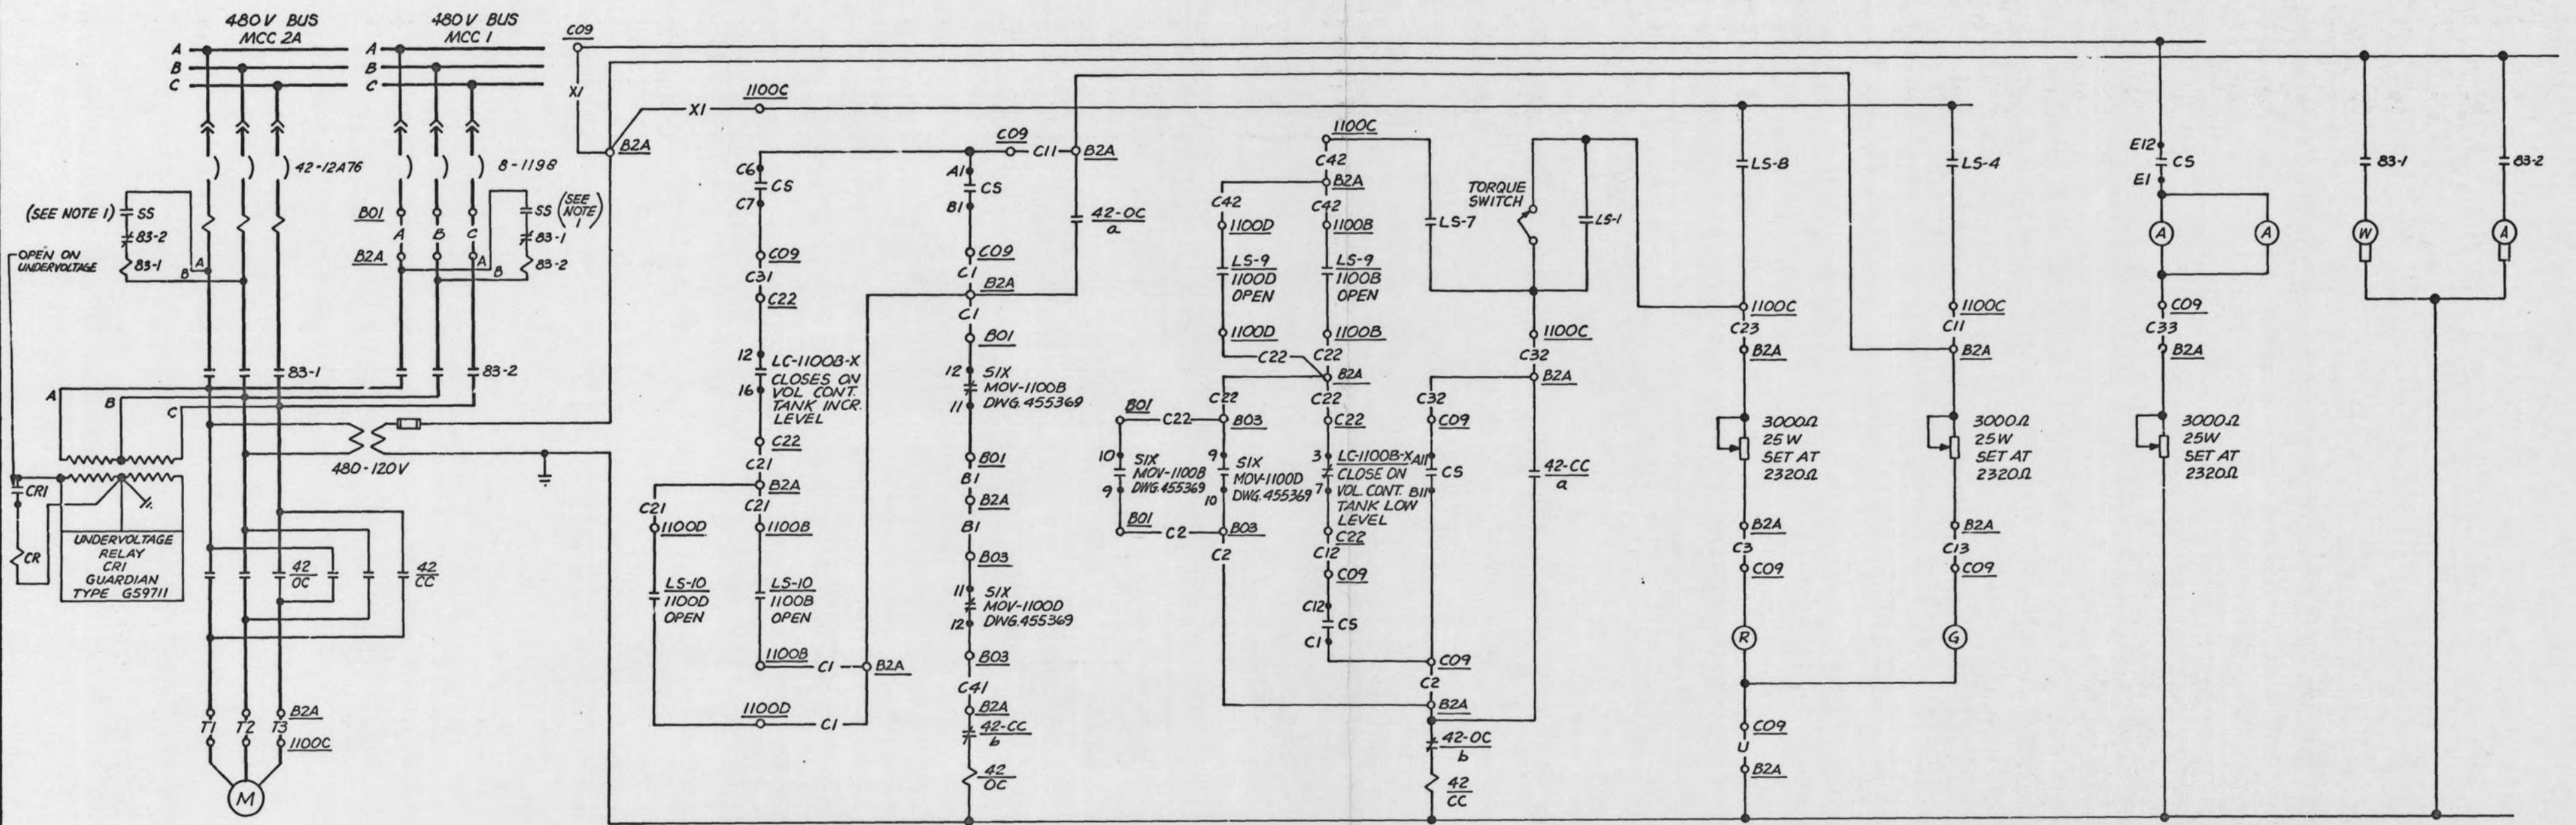 480V BUS
MCC 2A
A
B
C
480V BUS
MCC 1
A
B
C
C09
X1
X1
1100C
B2A
42-12A76
8-1198
(SEE NOTE 1)
SS
83-2
83-1
OPEN ON
UNDERVOLTAGE
A
B
B01
A
B
C
B2A
SS
(SEE
NOTE
1)
83-1
83-2
A
B
83-1
83-2
A
B
C
480-120V
CR1
CR
UNDERVOLTAGE
RELAY
CR1
GUARDIAN
TYPE G59711
42
OC
42
CC
T1
T2
T3
B2A
1100C
M
C6
CS
C7
C09
C31
C22
12
LC-1100B-X
CLOSES ON
VOL CONT.
TANK INCR.
LEVEL
16
C22
C21
B2A
C21
C21
1100D
1100B
LS-10
1100D
OPEN
LS-10
1100B
OPEN
1100B
C1
B2A
1100D
C1
C09
C11
B2A
A1
CS
B1
42-OC
a
C09
C1
B2A
C1
B01
12
SIX
MOV-1100B
DWG. 455369
11
B01
B1
B2A
B1
B03
11
SIX
MOV-1100D
DWG. 455369
12
B03
C41
B2A
42-CC
b
42
OC
1100C
C42
B2A
C42
C42
1100D
1100B
LS-9
1100D
OPEN
LS-9
1100B
OPEN
1100D
1100B
C22
C22
B2A
LS-7
TORQUE
SWITCH
LS-1
1100C
C32
B2A
B01
C22
C22
B03
C22
C22
C32
C09
10
SIX
MOV-1100B
DWG. 455369
9
9
SIX
MOV-1100D
DWG. 455369
10
3
LC-1100B-X
CLOSE ON
VOL. CONT.
TANK LOW
LEVEL
7
A11
CS
B11
42-CC
a
B01
C2
B03
C2
C22
C12
C09
C12
CS
C1
C09
C2
B2A
42-OC
b
42
CC
LS-8
1100C
C23
B2A
3000Ω
25W
SET AT
2320Ω
B2A
C3
C09
R
C09
U
B2A
LS-4
1100C
C11
B2A
3000Ω
25W
SET AT
2320Ω
B2A
C13
C09
G
E12
CS
E1
A
A
C09
C33
B2A
3000Ω
25W
SET AT
2320Ω
83-1
W
83-2
A